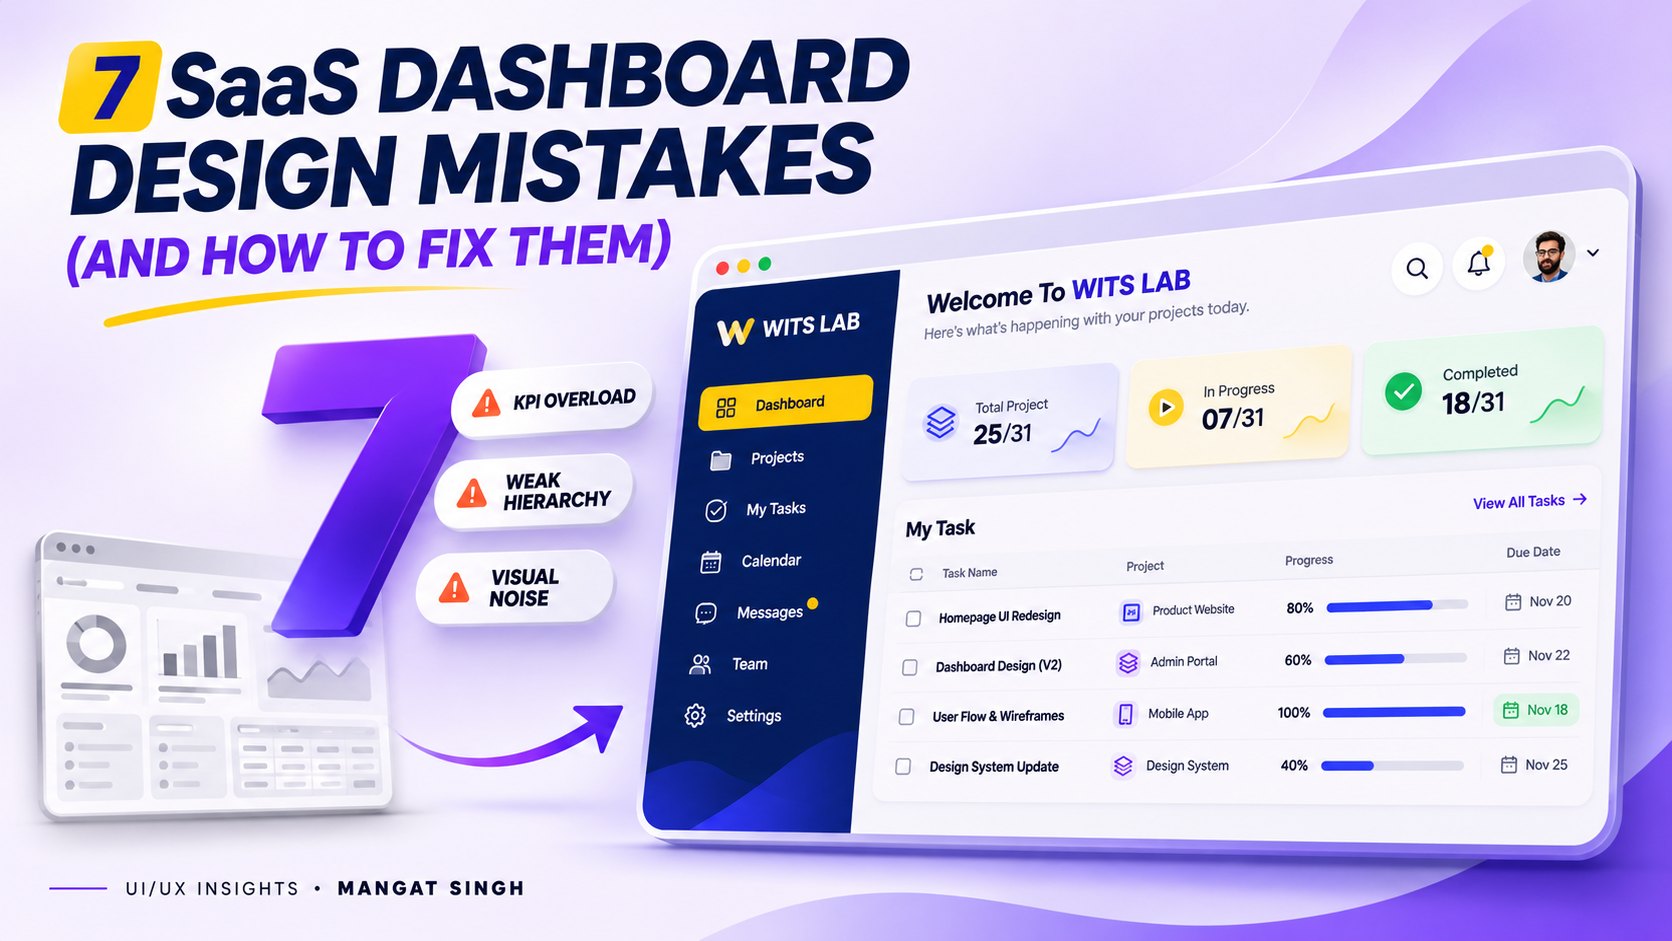 7 SaaS DASHBOARD
DESIGN MISTAKES
(AND HOW TO FIX THEM)
7
KPI OVERLOAD
WEAK
HIERARCHY
VISUAL
NOISE
W WITS LAB
Dashboard
Projects
My Tasks
Calendar
Messages
Team
Settings
Welcome To WITS LAB
Here's what's happening with your projects today.
Total Project
25/31
In Progress
07/31
Completed
18/31
My Task
View All Tasks →
Task Name Project Progress Due Date
Homepage UI Redesign Product Website 80% Nov 20
Dashboard Design (V2) Admin Portal 60% Nov 22
User Flow & Wireframes Mobile App 100% Nov 18
Design System Update Design System 40% Nov 25
UI/UX INSIGHTS • MANGAT SINGH